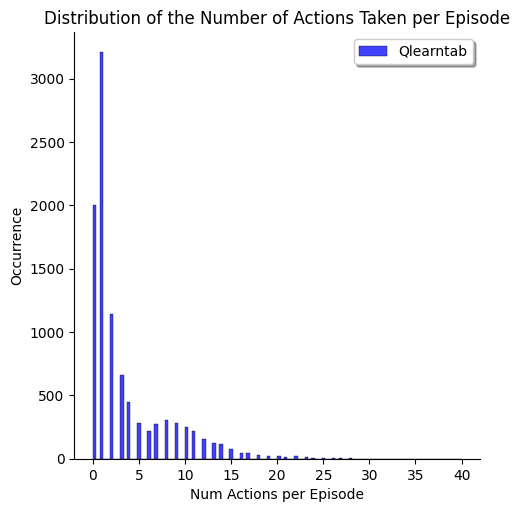 Distribution of the Number of Actions Taken per Episode
Qlearntab
3000
2500
2000
1500
1000
500
0
Occurrence
0 5 10 15 20 25 30 35 40
Num Actions per Episode